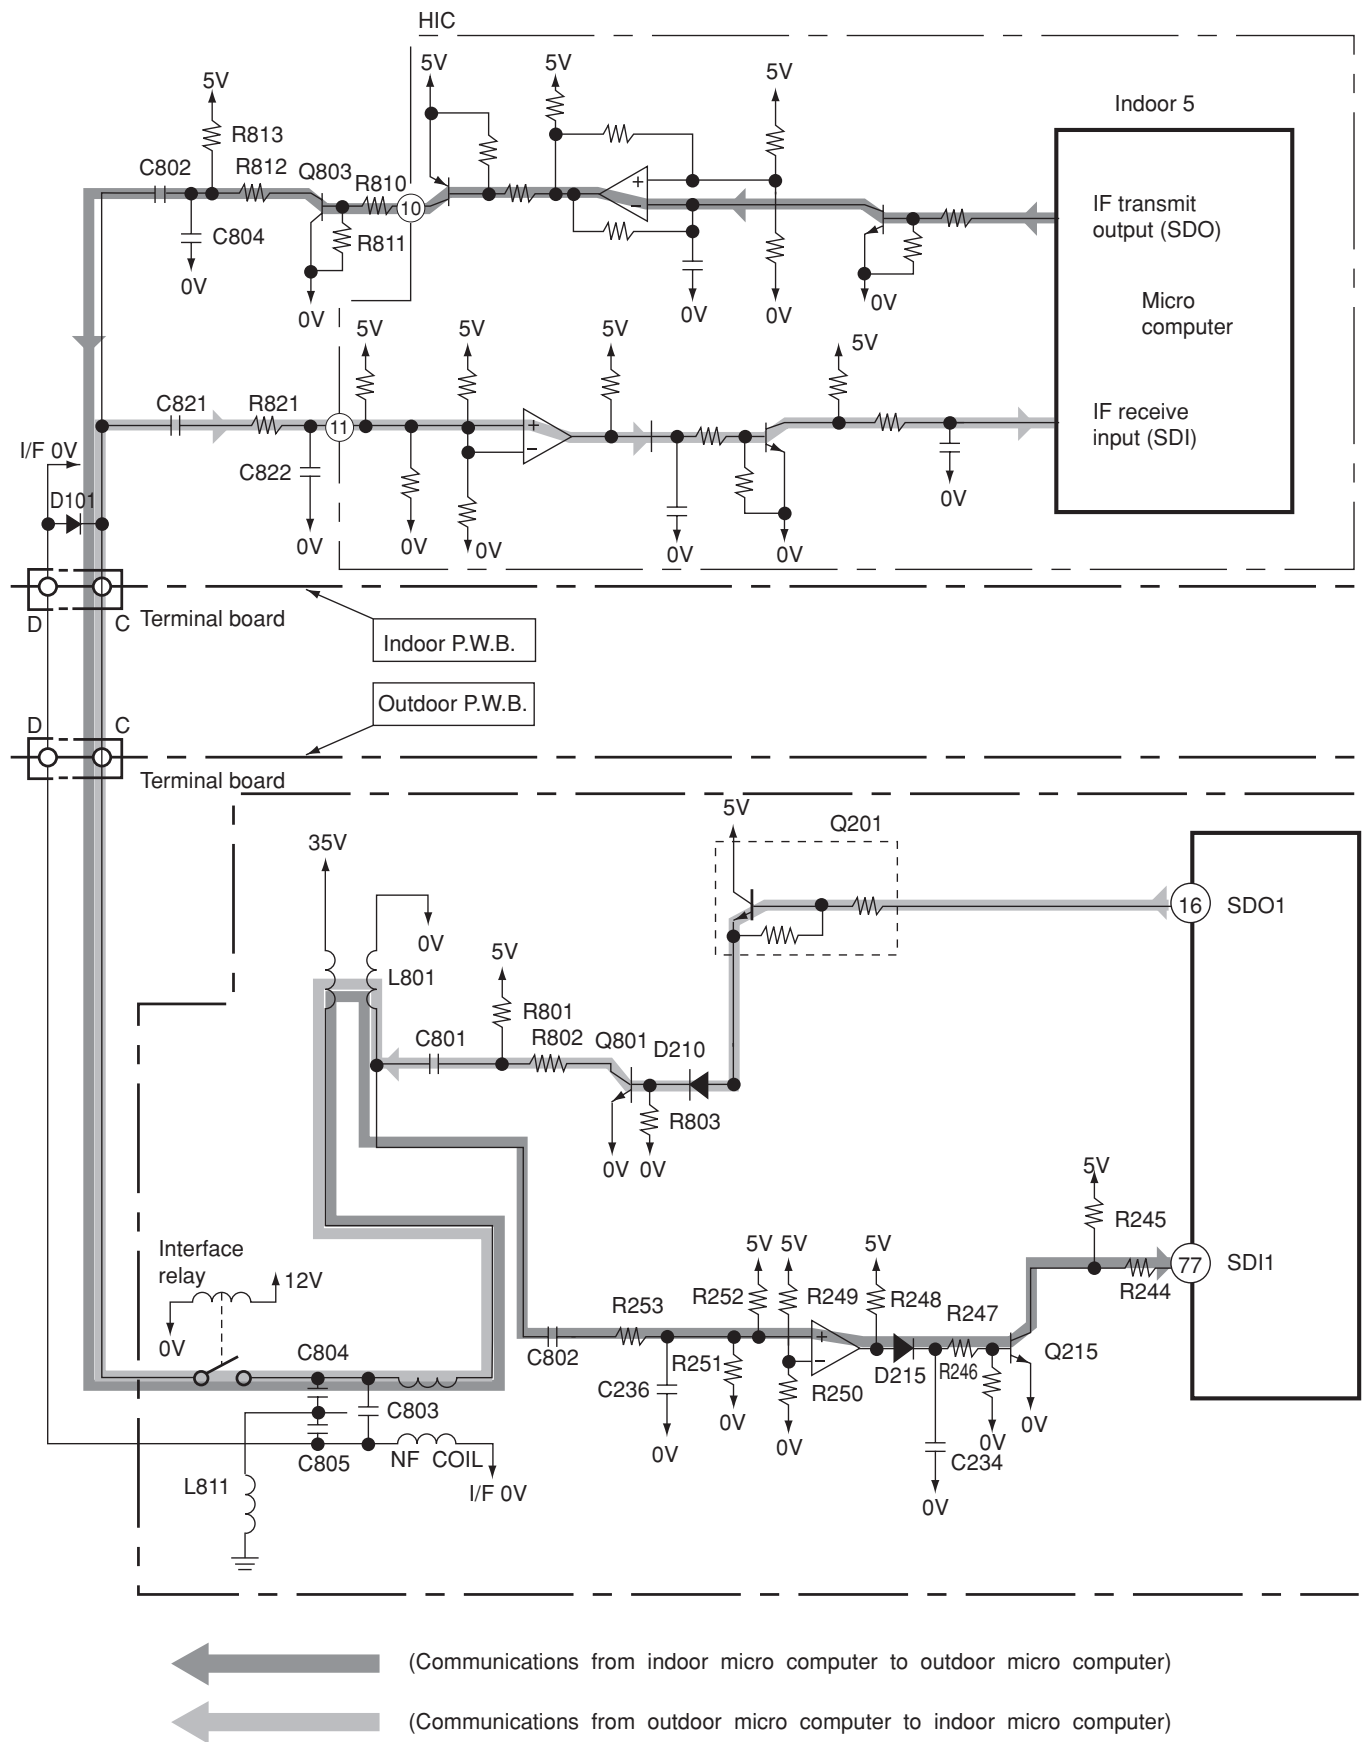 HIC
5V
5V
5V
5V
Indoor 5
R813
C802
R812
Q803
R810
10
IF transmit
output (SDO)
C804
R811
0V
0V
0V
0V
0V
Micro
computer
5V
5V
5V
5V
C821
R821
11
IF receive
input (SDI)
I/F 0V
C822
D101
0V
0V
0V
0V
0V
0V
D
C
Terminal board
Indoor P.W.B.
Outdoor P.W.B.
D
C
Terminal board
5V
Q201
35V
16
SDO1
0V
L801
5V
R801
C801
R802
Q801
D210
R803
0V
0V
5V
R245
Interface
relay
12V
0V
5V
5V
5V
77
SDI1
R244
R252
R249
R248
R253
R247
C804
C802
R251
R250
D215
R246
Q215
C236
C803
0V
0V
0V
0V
0V
C805
NF COIL
C234
L811
I/F 0V
0V
(Communications from indoor micro computer to outdoor micro computer)
(Communications from outdoor micro computer to indoor micro computer)